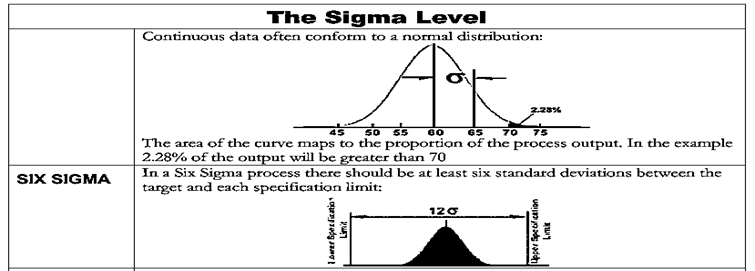 The Sigma Level
Continuous data often conform to a normal distribution:
σ
2.28%
45 50 55 60 65 70 75
The area of the curve maps to the proportion of the process output. In the example
2.28% of the output will be greater than 70
SIX SIGMA
In a Six Sigma process there should be at least six standard deviations between the
target and each specification limit:
12σ
Lower Specification
Limit
Upper Specification
Limit